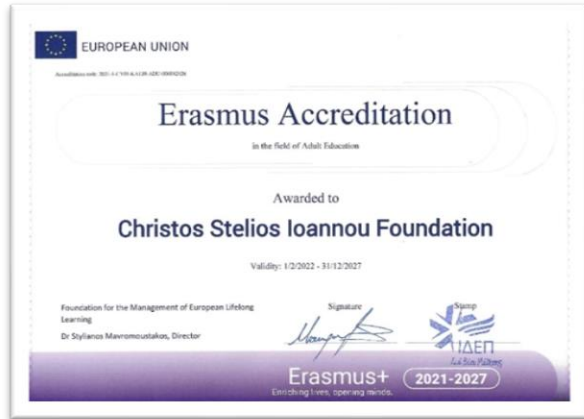 EUROPEAN UNION
Erasmus Accreditation
in the field of Adult Education
Awarded to
Christos Stelios Ioannou Foundation
Validity: 1/2/2022 - 31/12/2027
Foundation for the Management of European Lifelong
Learning
Dr Stylianos Mavromoustakos, Director
Signature
Stamp
ΙΔΕΠ
Erasmus+
2021-2027
Enriching lives, opening minds.